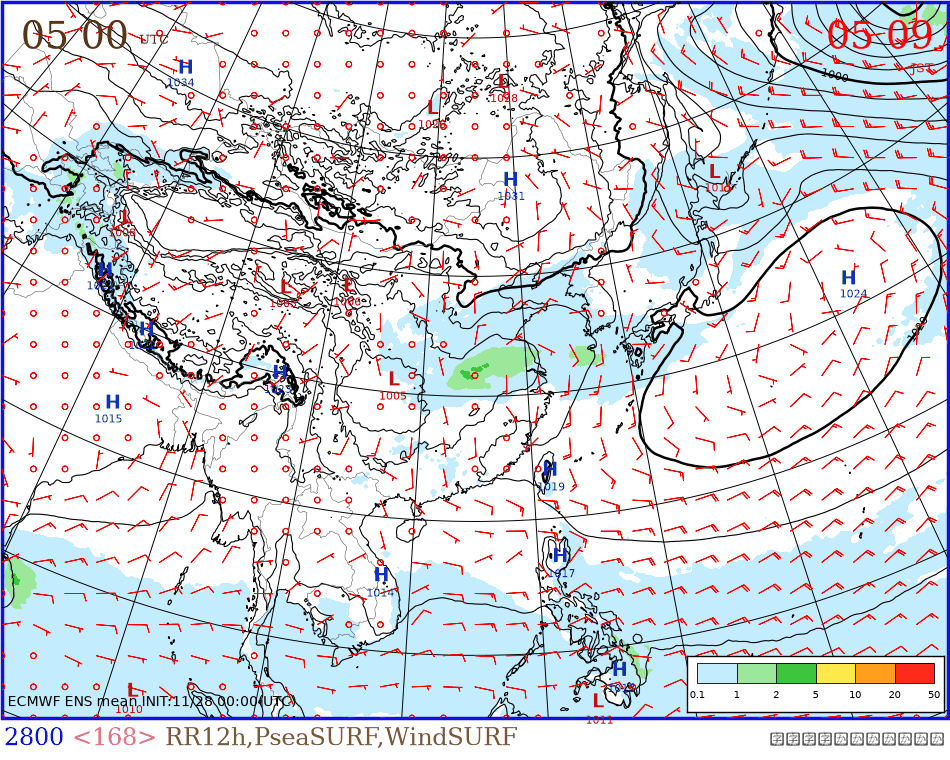 05 00 UTC
05 09 JST
1000
H
1034
L
L
1028
H
1031
L
L
H
1024
L
L
1006
H
H
H
L
1005
H
1015
H
1019
H
1017
H
1014
H
L
1010
L
1011
0.1 1 2 5 10 20 50
ECMWF ENS mean INIT:11/28 00:00 UTC
2800 <168> RR12h,PseaSURF,WindSURF